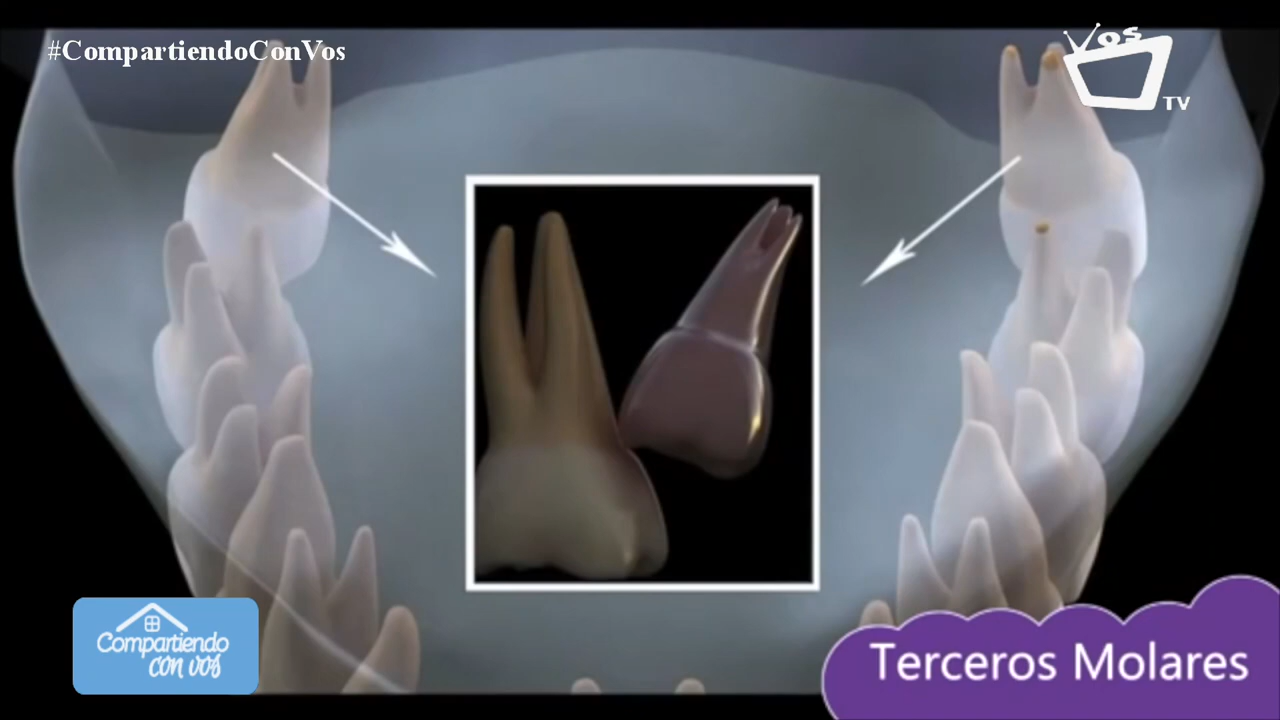 #CompartiendoConVos
VOS
TV
Compartiendo
con vos
Terceros Molares